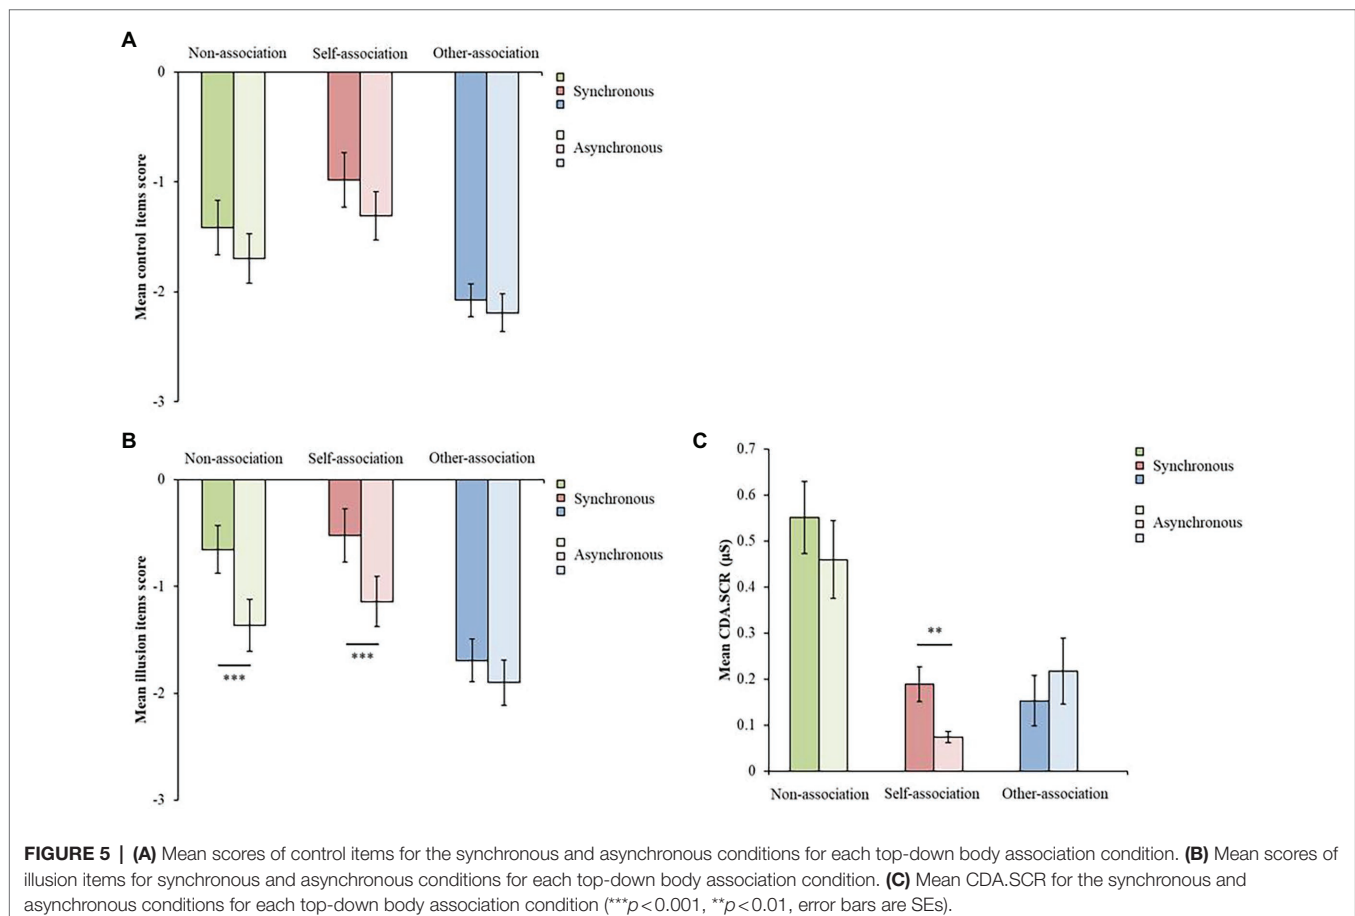 A
Non-association Self-association Other-association
0
Synchronous
Asynchronous
-1
-2
-3
Mean control items score
B
Non-association Self-association Other-association
0
Synchronous
Asynchronous
-1
-2
-3
Mean illusion items score
***
***
C
0.7
0.6
0.5
0.4
0.3
0.2
0.1
0
Mean CDA.SCR (μS)
Synchronous
Asynchronous
**
Non-association Self-association Other-association
FIGURE 5 | (A) Mean scores of control items for the synchronous and asynchronous conditions for each top-down body association condition. (B) Mean scores of
illusion items for synchronous and asynchronous conditions for each top-down body association condition. (C) Mean CDA.SCR for the synchronous and
asynchronous conditions for each top-down body association condition (***p<0.001, **p<0.01, error bars are SEs).